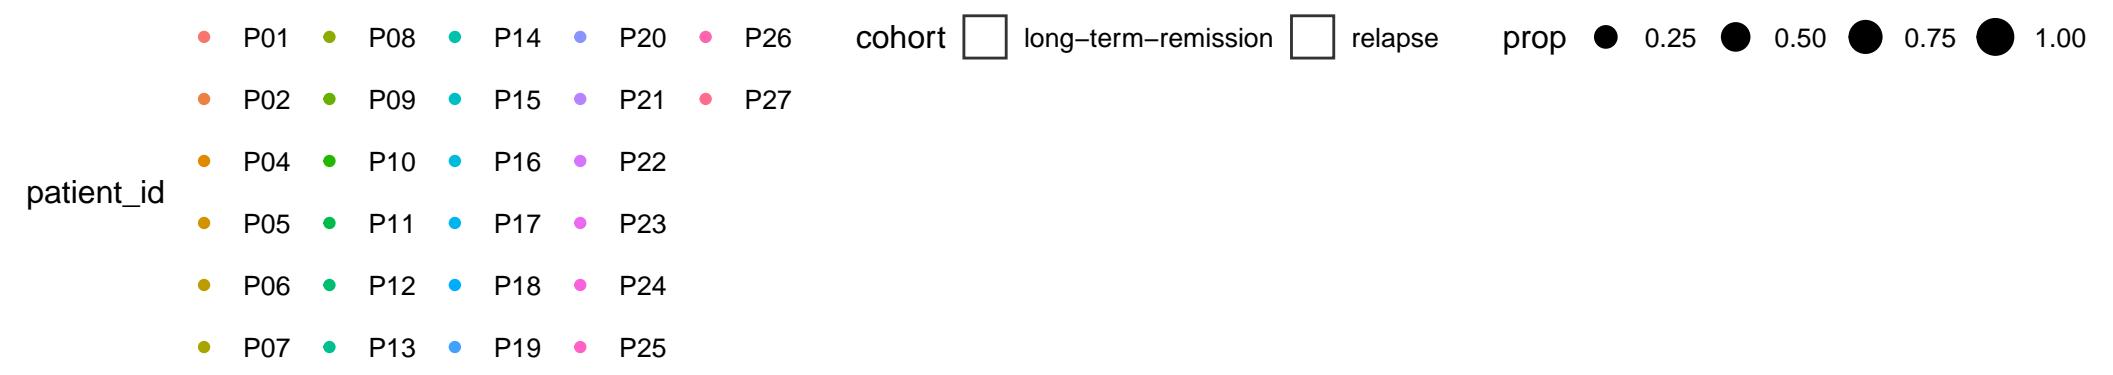 P01 P08 P14 P20 P26 cohort long−term−remission relapse prop 0.25 0.50 0.75 1.00
P02 P09 P15 P21 P27
P04 P10 P16 P22
patient_id
P05 P11 P17 P23
P06 P12 P18 P24
P07 P13 P19 P25